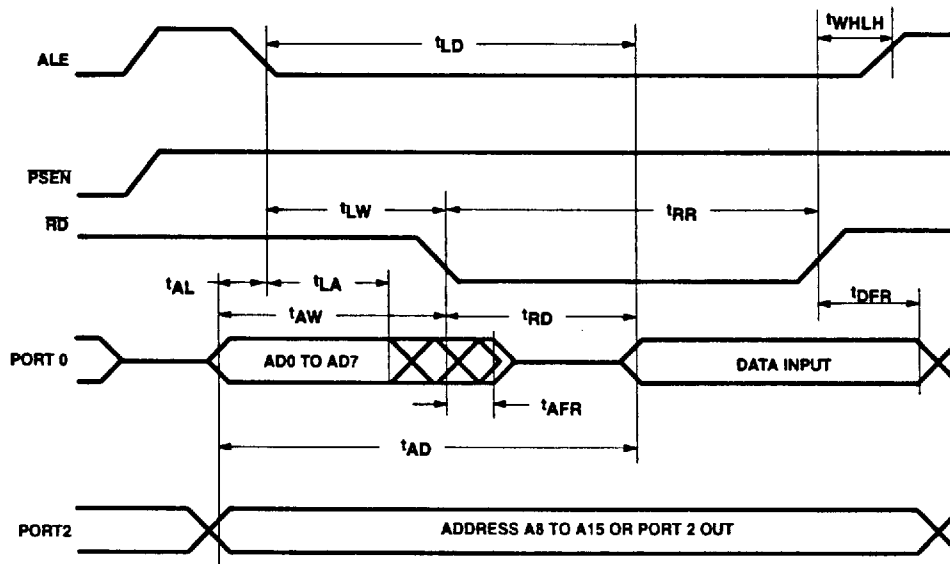 tWHLH
tLD
ALE
PSEN
tLW
tRR
RD
tAL
tLA
tDFR
tAW
tRD
PORT 0
AD0 TO AD7
DATA INPUT
tAFR
tAD
PORT2
ADDRESS A8 TO A15 OR PORT 2 OUT